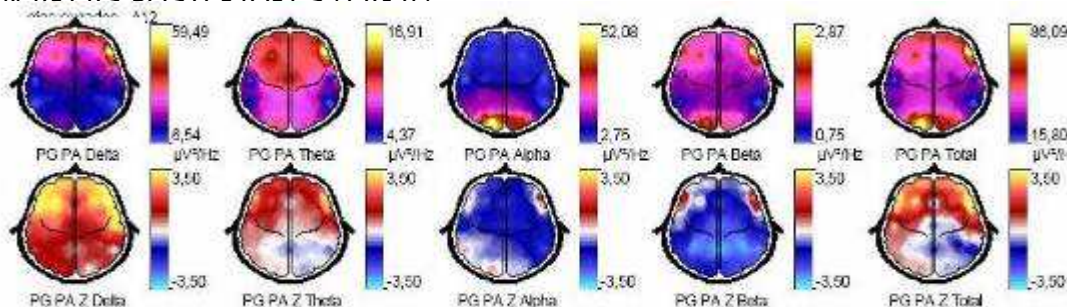 59,49 16,91 52,08 2,87 86,09
6,54 4,37 2,75 0,75 15,80
PG PA Delta µV²/Hz PG PA Theta µV²/Hz PG PA Alpha µV²/Hz PG PA Beta µV²/Hz PG PA Total µV²/Hz
3,50 3,50 3,50 3,50 3,50
-3,50 -3,50 -3,50 -3,50 -3,50
PG PA Z Delta PG PA Z Theta PG PA Z Alpha PG PA Z Beta PG PA Z Total